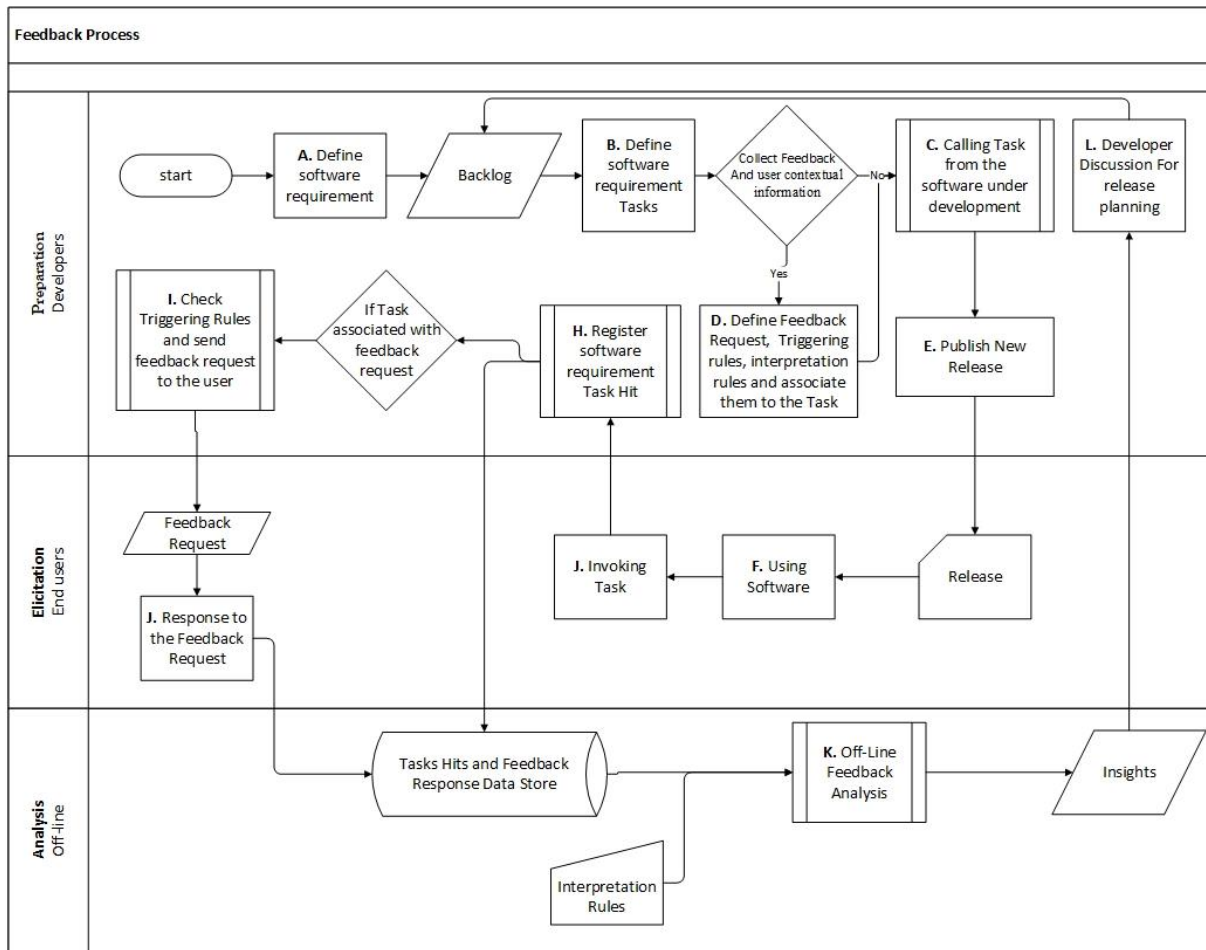 Feedback Process
Preparation
Developers
start
A. Define
software
requirement
Backlog
B. Define
software
requirement
Tasks
Collect Feedback
And user contextual
information
No
Yes
C. Calling Task
from the
software under
development
L. Developer
Discussion For
release
planning
I. Check
Triggering Rules
and send
feedback request
to the user
If Task
associated with
feedback
request
H. Register
software
requirement
Task Hit
D. Define Feedback
Request, Triggering
rules, interpretation
rules and associate
them to the Task
E. Publish New
Release
Elicitation
End users
Feedback
Request
J. Response to
the Feedback
Request
J. Invoking
Task
F. Using
Software
Release
Analysis
Off-line
Tasks Hits and Feedback
Response Data Store
K. Off-Line
Feedback
Analysis
Insights
Interpretation
Rules